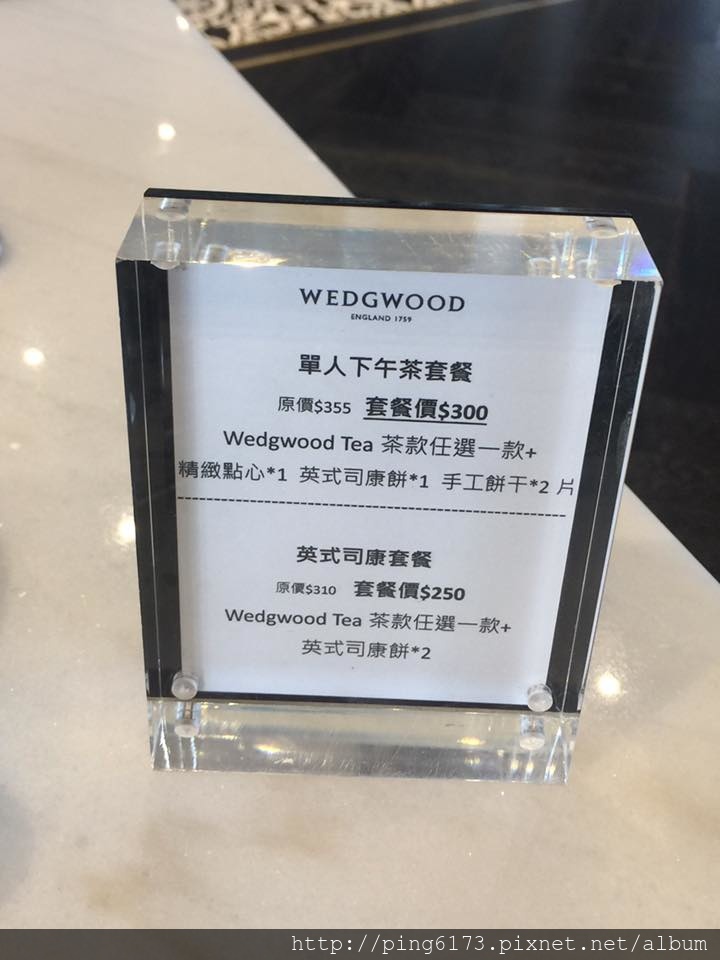 WEDGWOOD
ENGLAND 1759
單人下午茶套餐
原價$355 套餐價$300
Wedgwood Tea 茶款任選一款+
精緻點心*1 英式司康餅*1 手工餅干*2 片
英式司康套餐
原價$310 套餐價$250
Wedgwood Tea 茶款任選一款+
英式司康餅*2
http://ping6173.pixnet.net/album